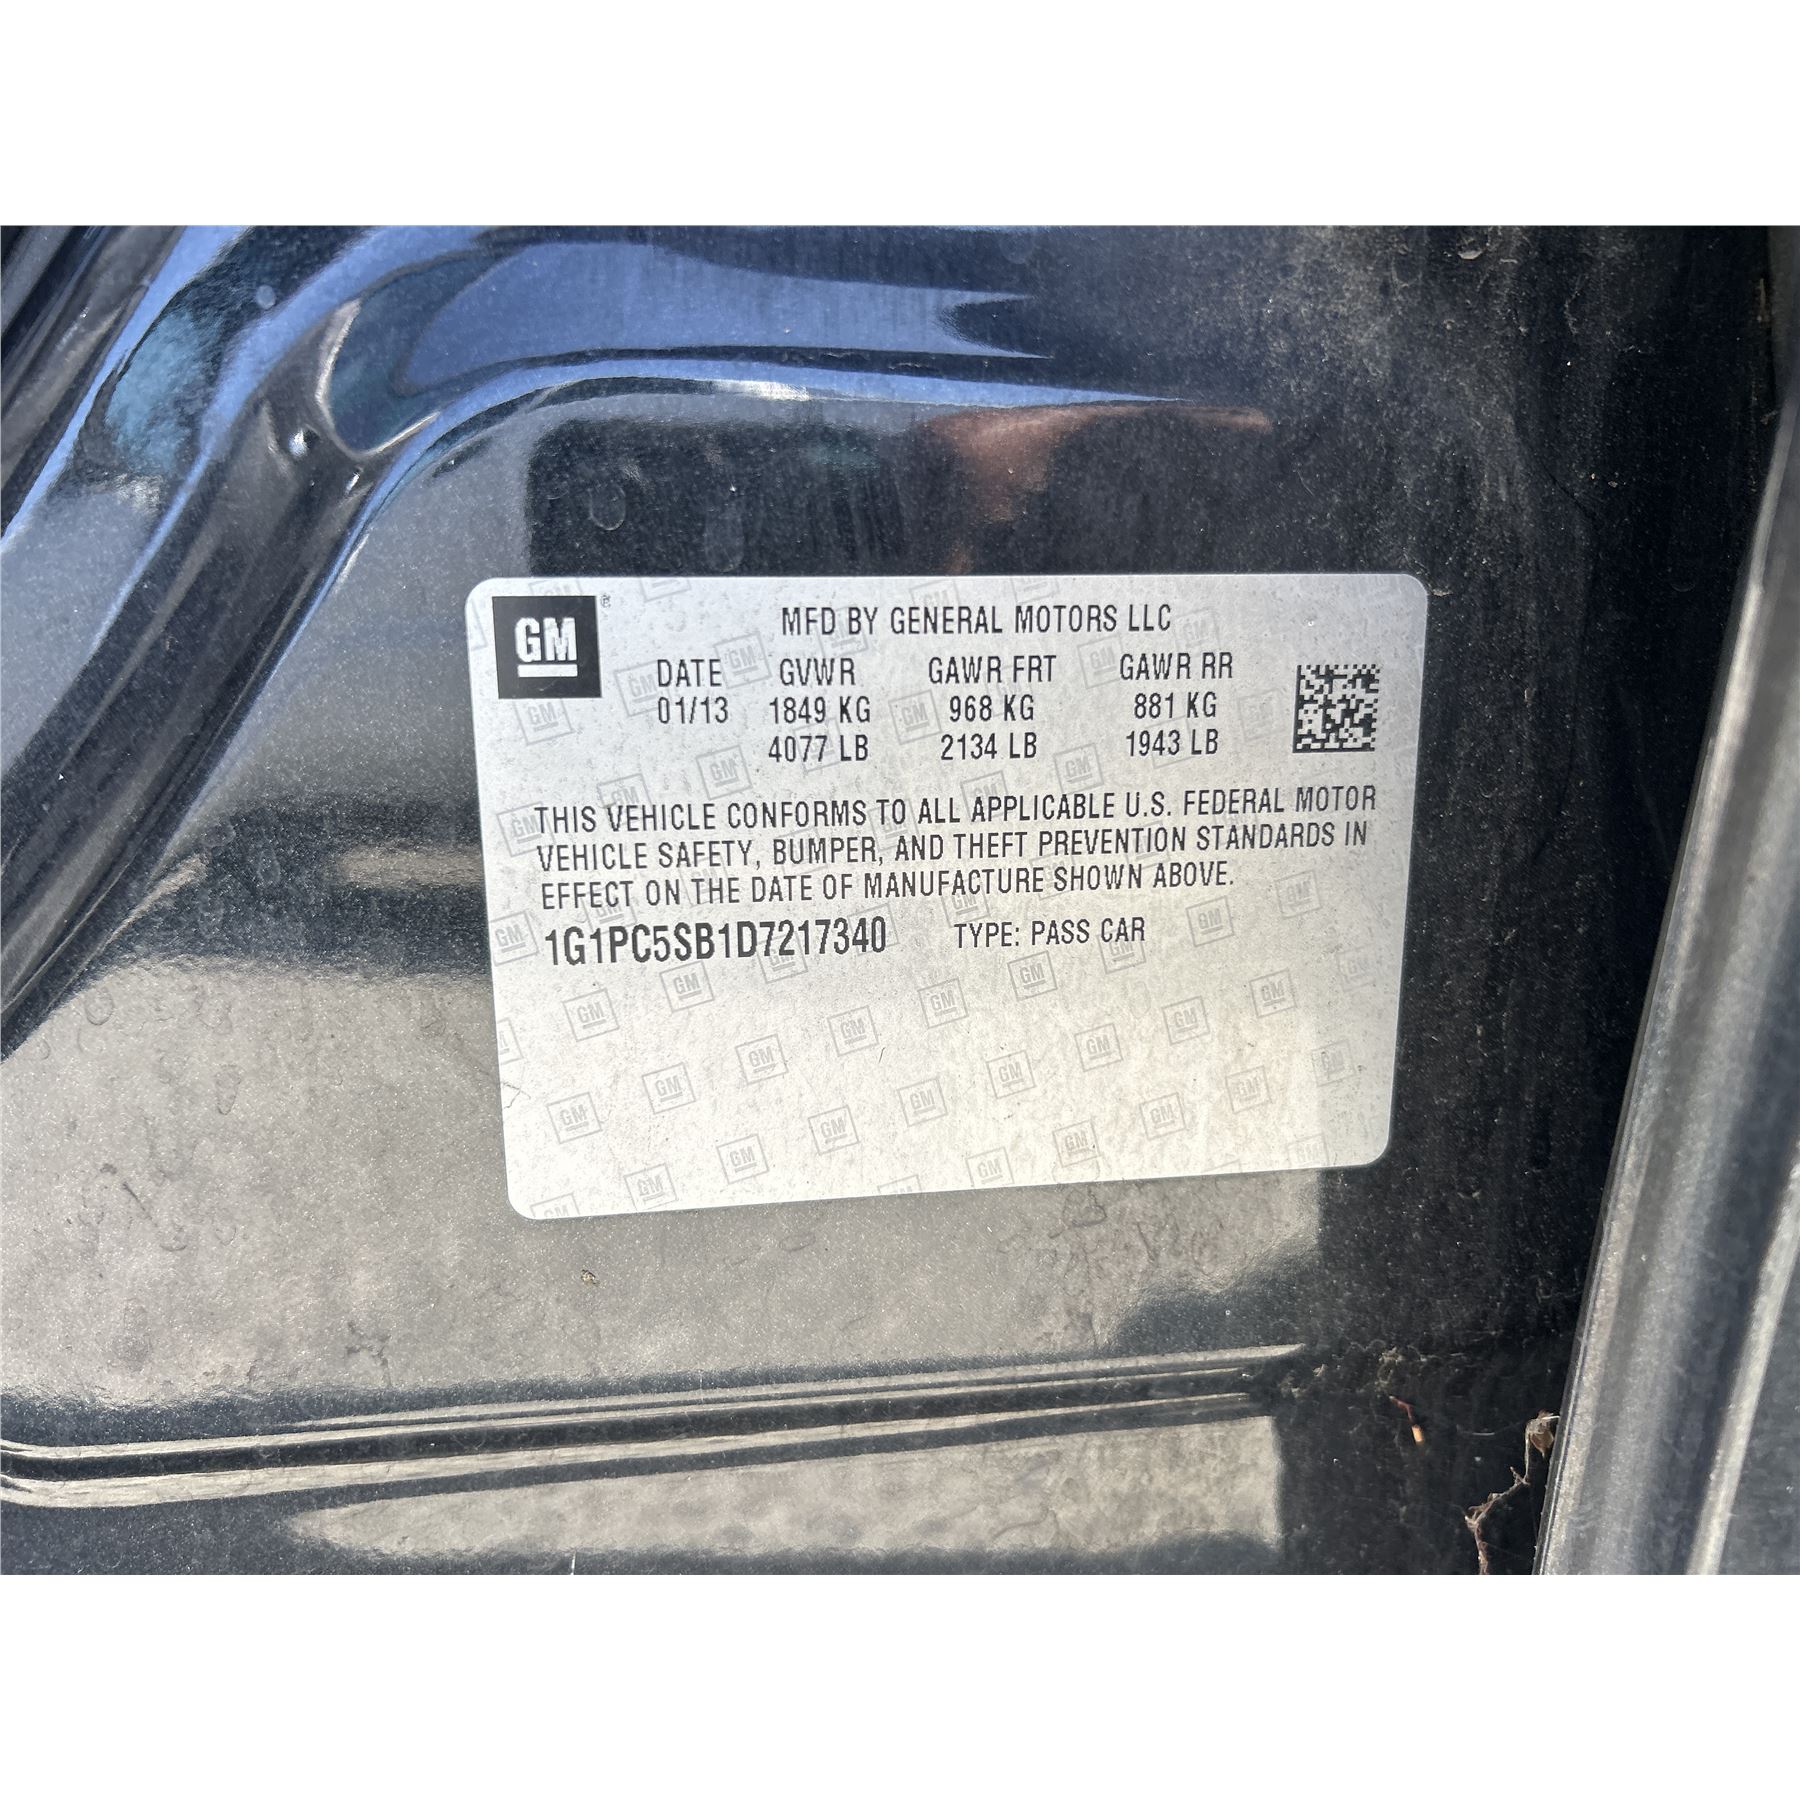 GM
MFD BY GENERAL MOTORS LLC
DATE GVWR GAWR FRT GAWR RR
01/13 1849 KG 968 KG 881 KG
4077 LB 2134 LB 1943 LB
THIS VEHICLE CONFORMS TO ALL APPLICABLE U.S. FEDERAL MOTOR
VEHICLE SAFETY, BUMPER, AND THEFT PREVENTION STANDARDS IN
EFFECT ON THE DATE OF MANUFACTURE SHOWN ABOVE.
1G1PC5SB1D7217340 TYPE: PASS CAR